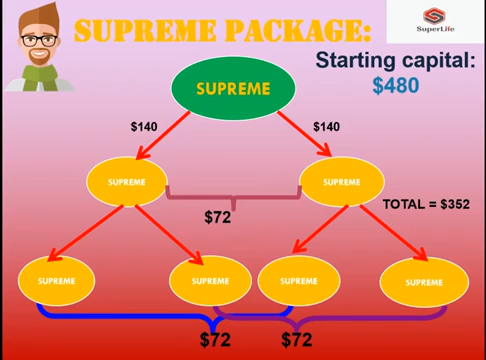 SUPREME PACKAGE:
SuperLife
Starting capital:
$480
SUPREME
$140
$140
SUPREME
SUPREME
TOTAL = $352
$72
SUPREME
SUPREME
SUPREME
SUPREME
$72
$72